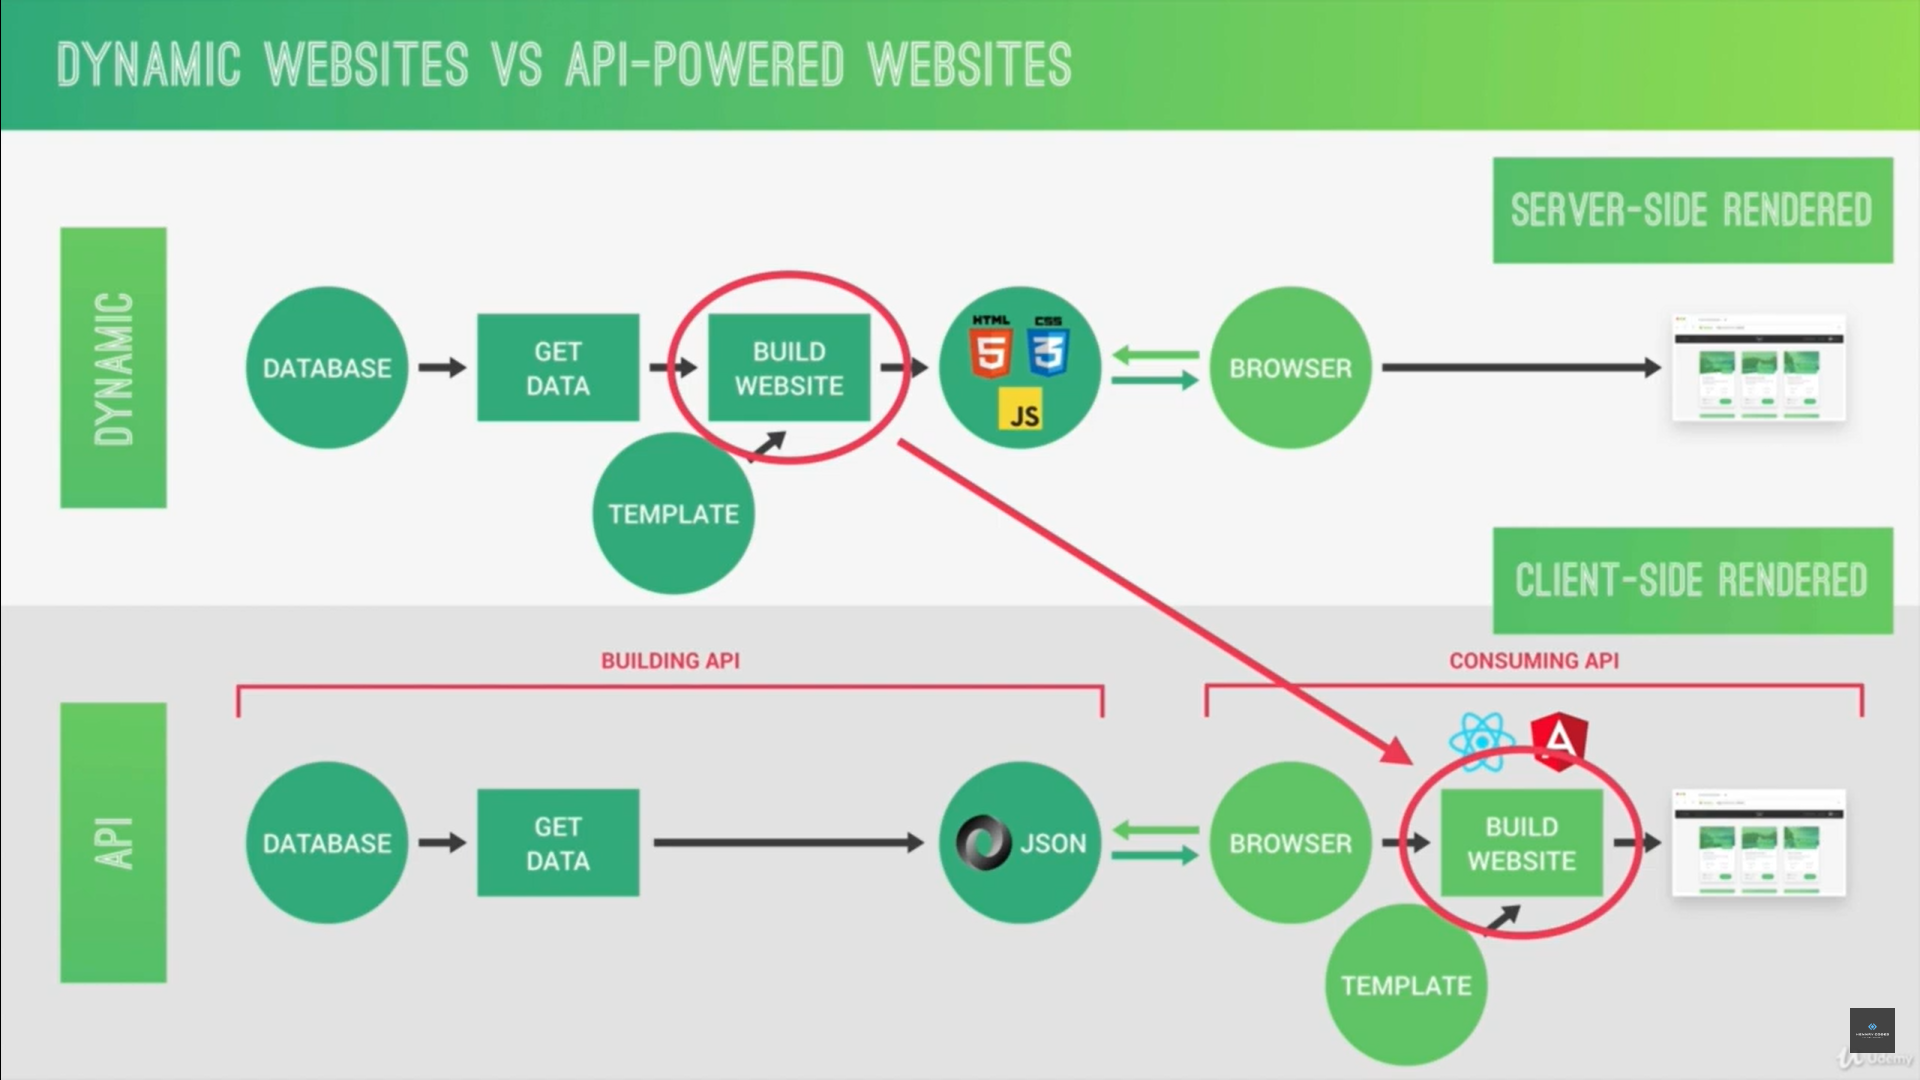 DYNAMIC WEBSITES VS API-POWERED WEBSITES
SERVER-SIDE RENDERED
DYNAMIC
DATABASE
GET
DATA
BUILD
WEBSITE
TEMPLATE
HTML
5
CSS
3
JS
BROWSER
CLIENT-SIDE RENDERED
BUILDING API
CONSUMING API
API
DATABASE
GET
DATA
JSON
BROWSER
A
BUILD
WEBSITE
TEMPLATE
Udemy